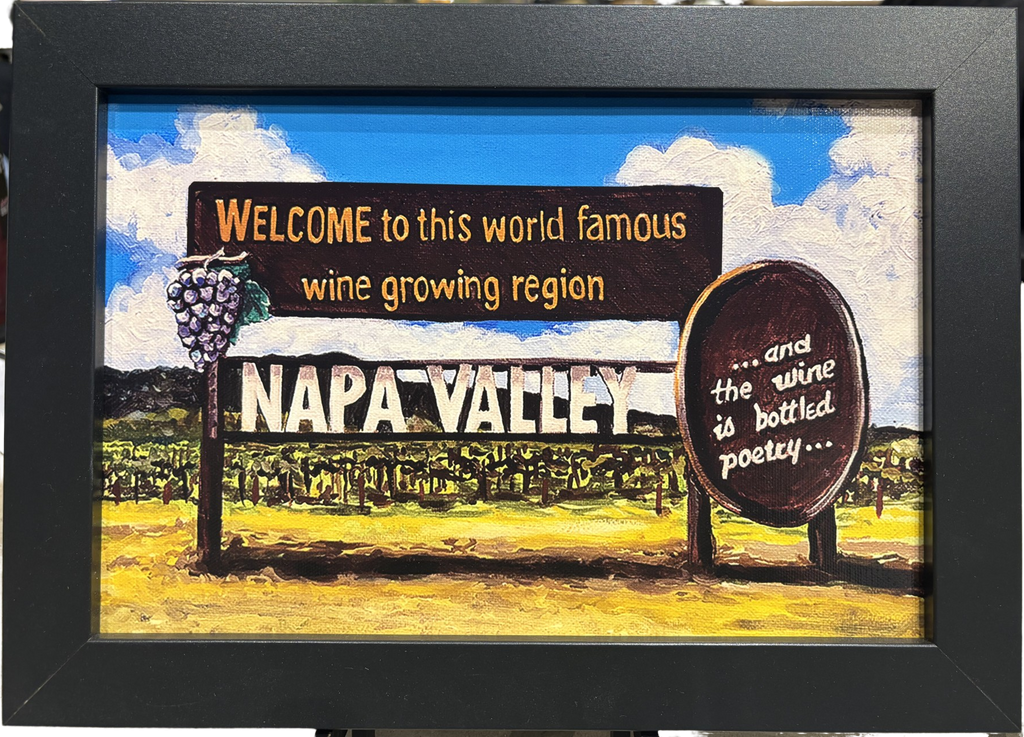 WELCOME to this world famous
wine growing region
NAPA VALLEY
...and
the wine
is bottled
poetry...